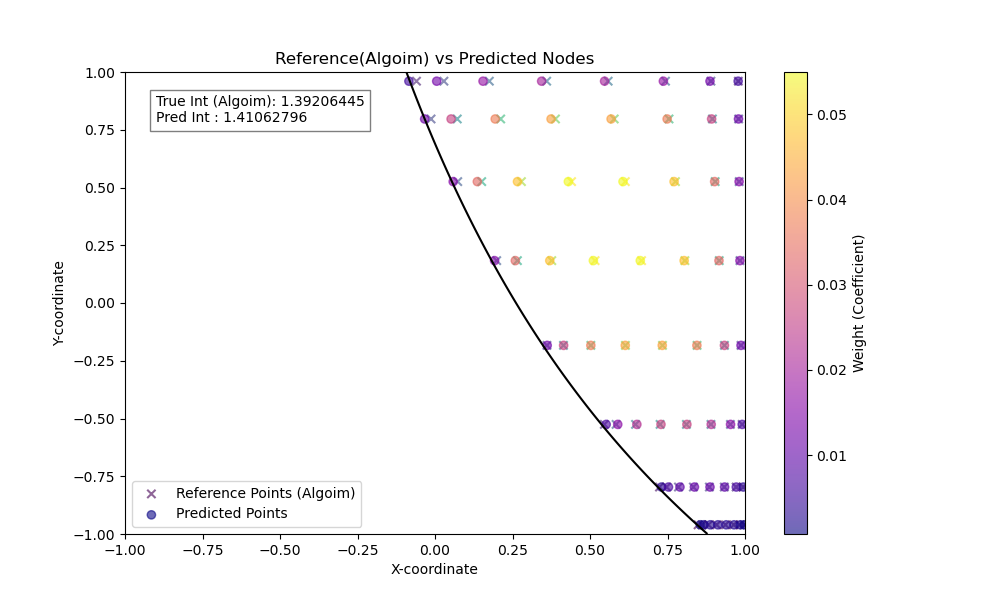 Reference(Algoim) vs Predicted Nodes
True Int (Algoim): 1.39206445
Pred Int : 1.41062796
1.00
0.75
0.50
0.25
0.00
−0.25
−0.50
−0.75
−1.00
Y-coordinate
Reference Points (Algoim)
Predicted Points
−1.00 −0.75 −0.50 −0.25 0.00 0.25 0.50 0.75 1.00
X-coordinate
0.05
0.04
0.03
0.02
0.01
Weight (Coefficient)